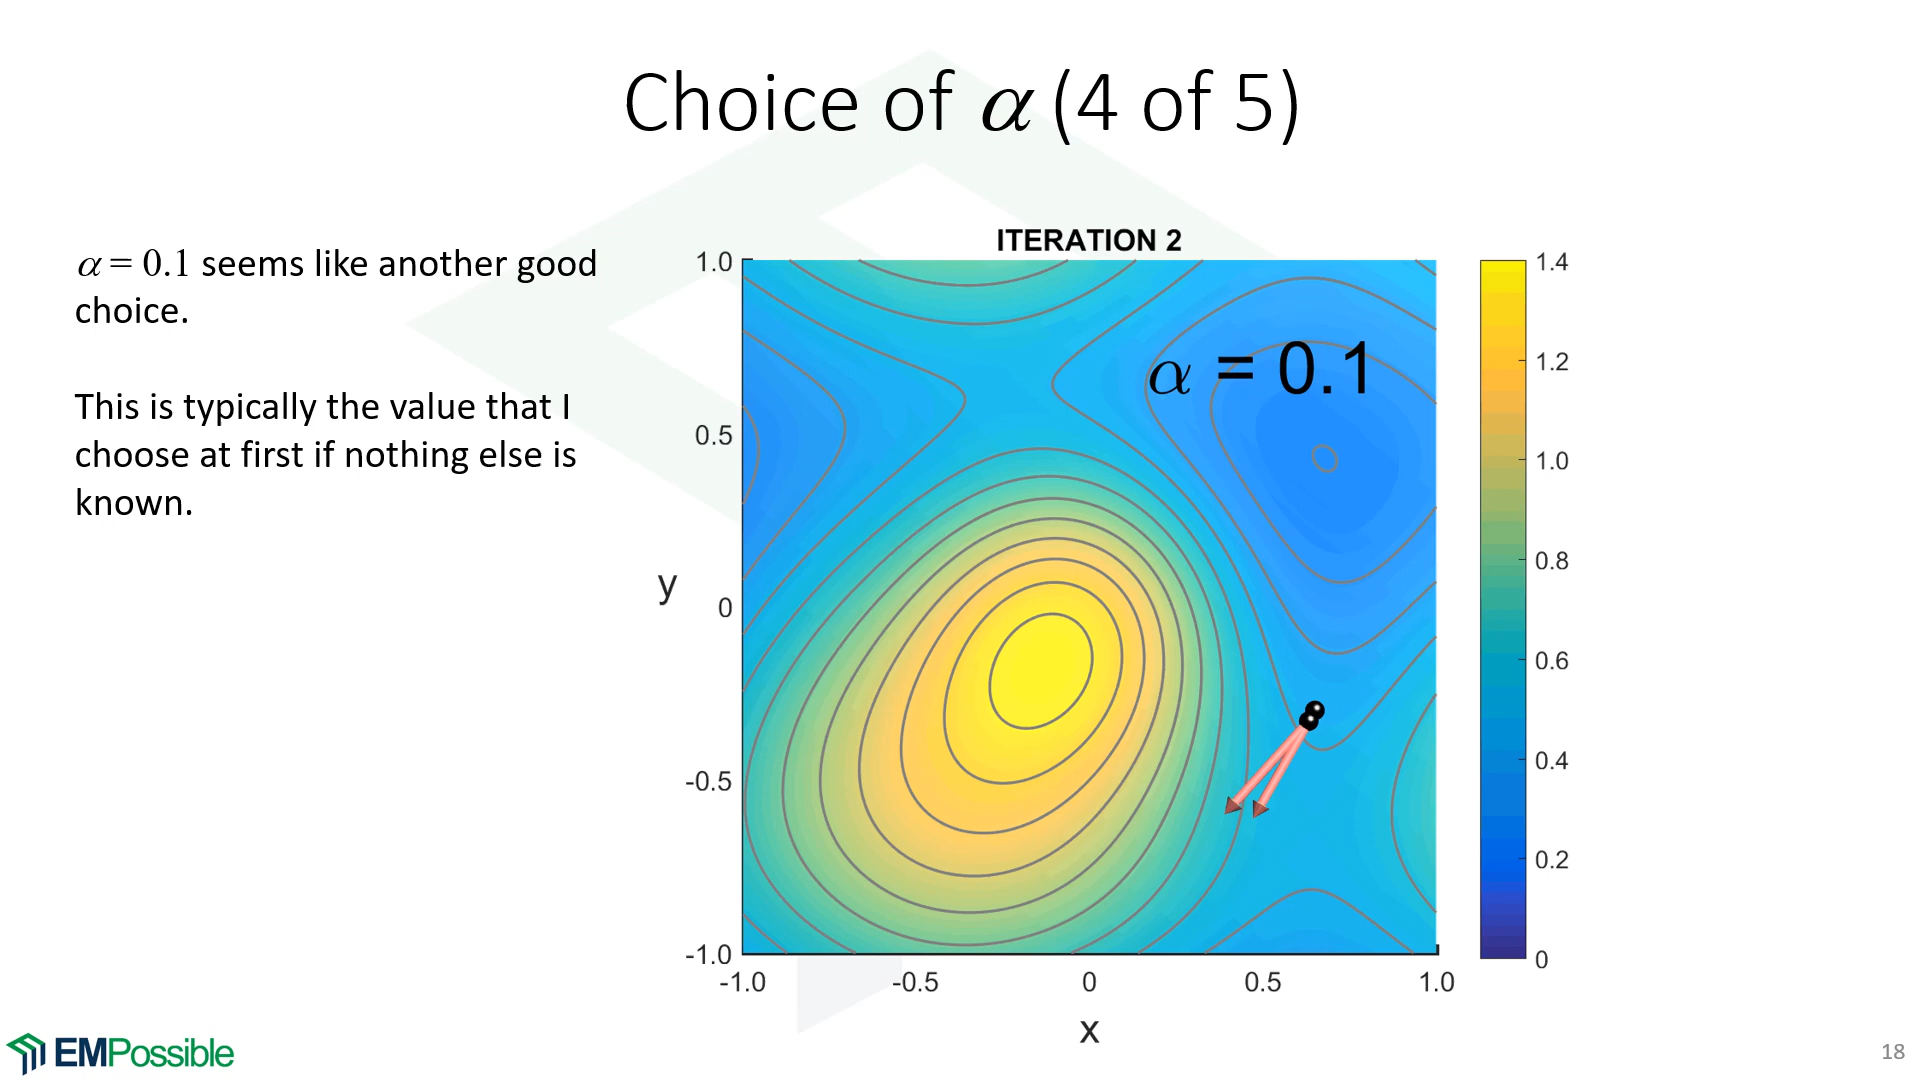 Choice of α (4 of 5)
α = 0.1 seems like another good
choice.
This is typically the value that I
choose at first if nothing else is
known.
ITERATION 2
α = 0.1
1.0
0.5
0
-0.5
-1.0
y
-1.0 -0.5 0 0.5 1.0
x
1.4
1.2
1.0
0.8
0.6
0.4
0.2
0
EMPossible
18